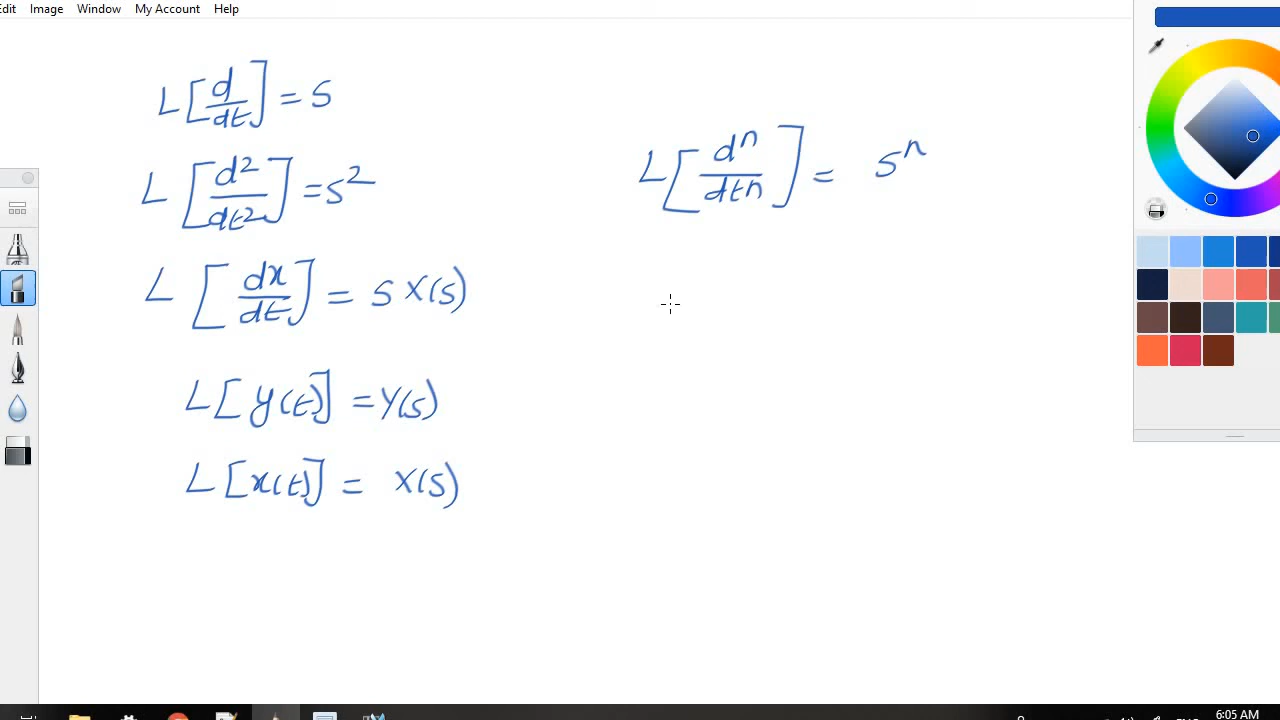 Edit Image Window My Account Help
L[d/dt] = s
L[d²/dt²] = s²
L[dⁿ/dtⁿ] = sⁿ
L[dx/dt] = s X(s)
L[y(t)] = Y(s)
L[x(t)] = X(s)
6:05 AM